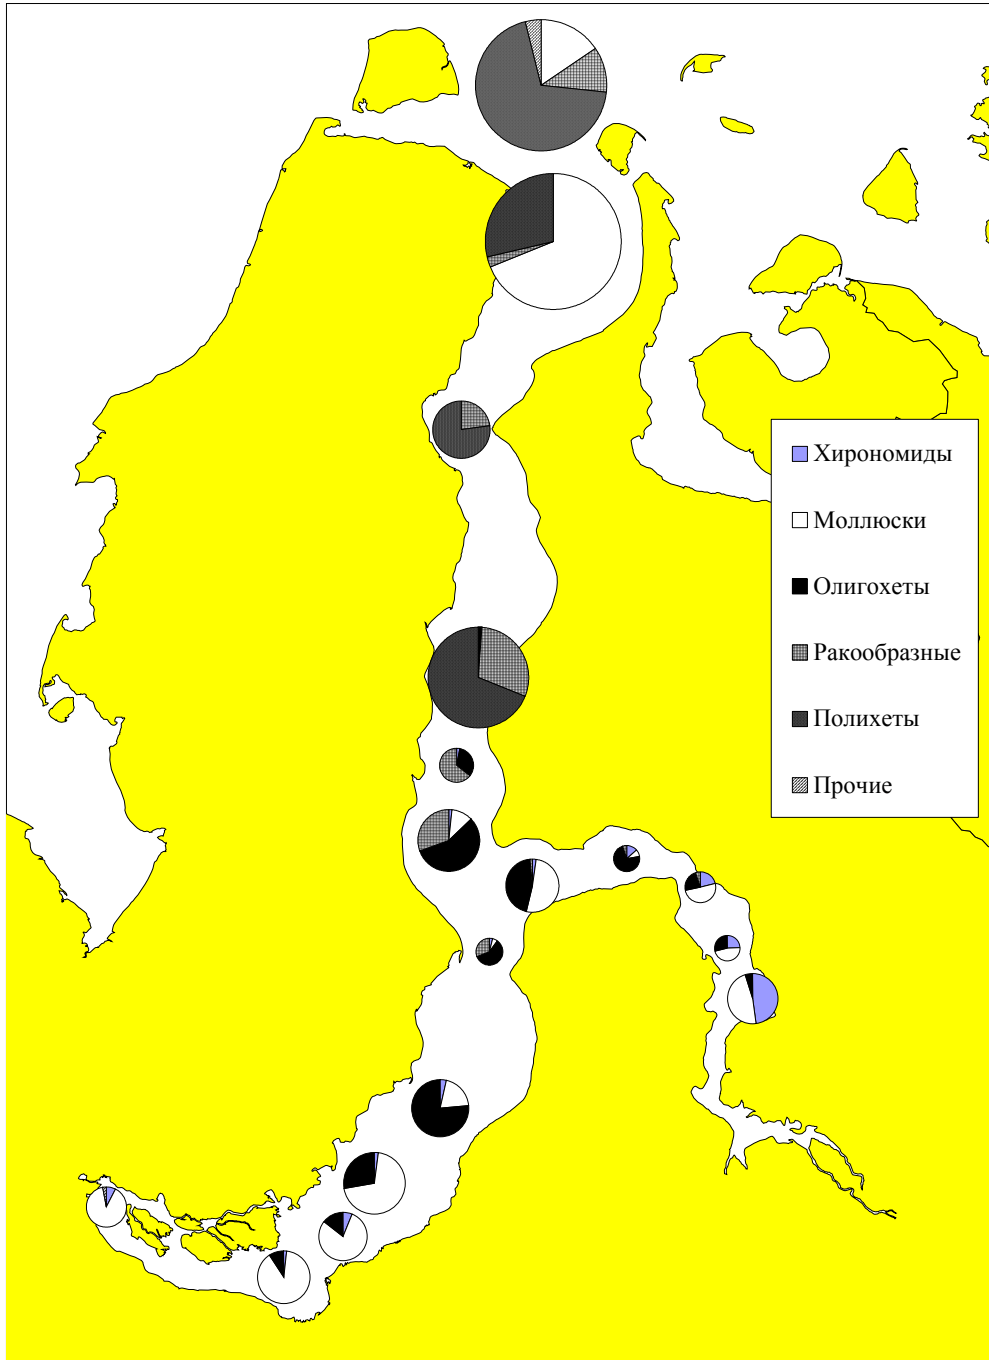 Хирономиды
Моллюски
Олигохеты
Ракообразные
Полихеты
Прочие